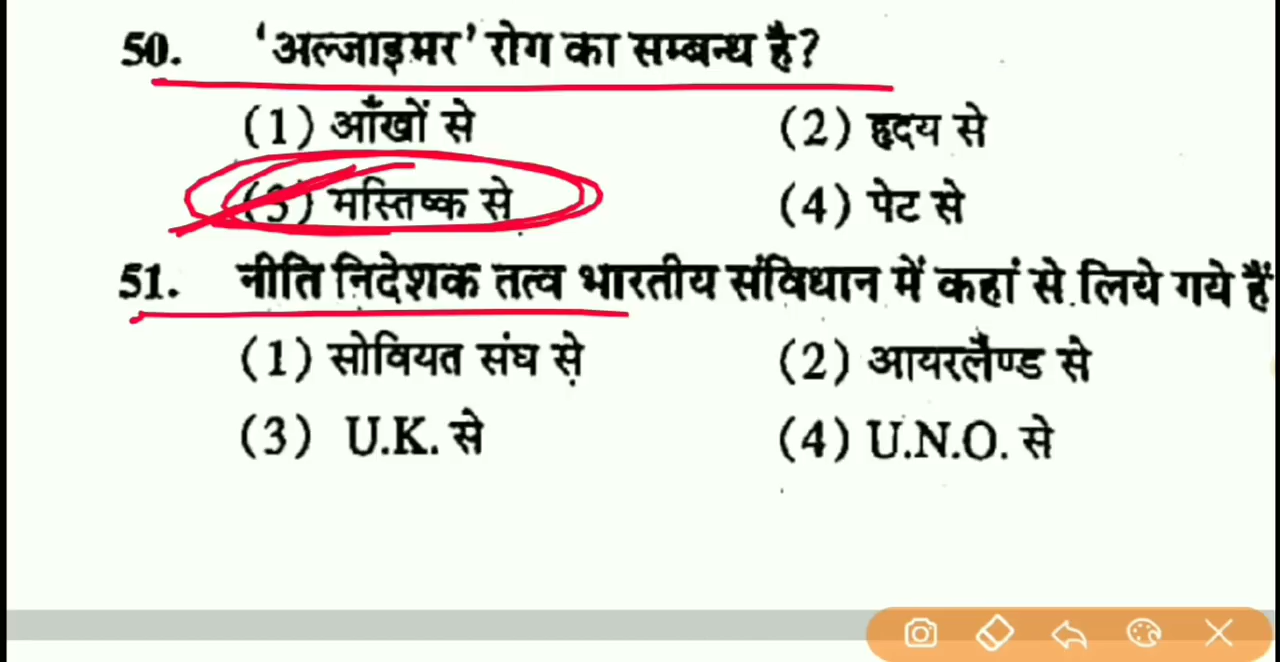 50. 'अल्जाइमर' रोग का सम्बन्ध है?
(1) आँखों से (2) हृदय से
(3) मस्तिष्क से (4) पेट से
51. नीति निदेशक तत्व भारतीय संविधान में कहां से लिये गये हैं
(1) सोवियत संघ से (2) आयरलैण्ड से
(3) U.K. से (4) U.N.O. से